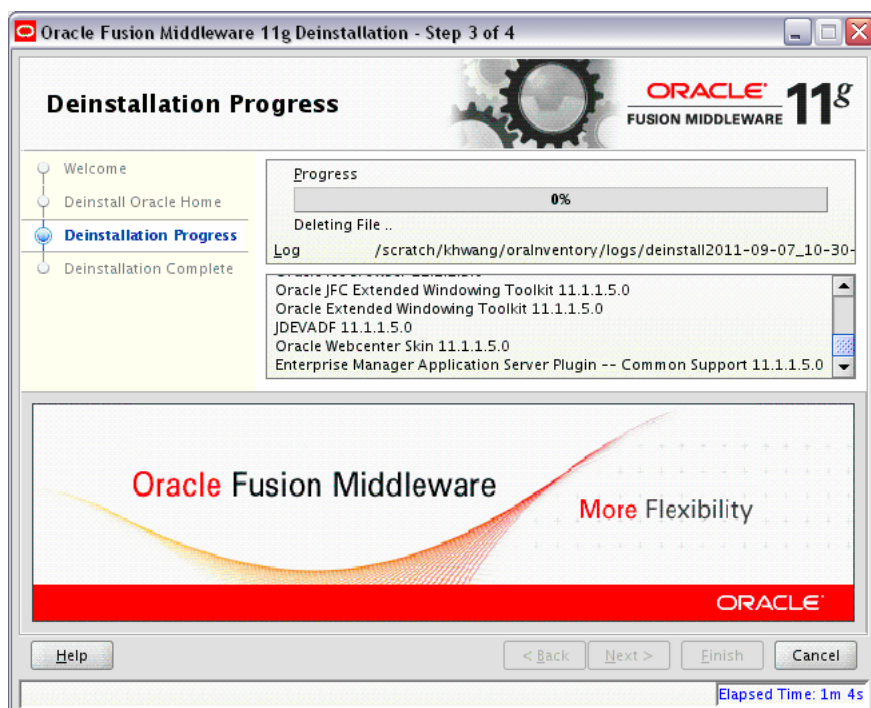 Oracle Fusion Middleware 11g Deinstallation - Step 3 of 4
Deinstallation Progress
ORACLE
FUSION MIDDLEWARE
11g
Welcome
Deinstall Oracle Home
Deinstallation Progress
Deinstallation Complete
Progress
0%
Deleting File ..
Log /scratch/khwang/oraInventory/logs/deinstall2011-09-07_10-30-
Oracle JFC Extended Windowing Toolkit 11.1.1.5.0
Oracle Extended Windowing Toolkit 11.1.1.5.0
JDEVADF 11.1.1.5.0
Oracle Webcenter Skin 11.1.1.5.0
Enterprise Manager Application Server Plugin -- Common Support 11.1.1.5.0
Oracle Fusion Middleware
More Flexibility
ORACLE
Help
< Back
Next >
Finish
Cancel
Elapsed Time: 1m 4s